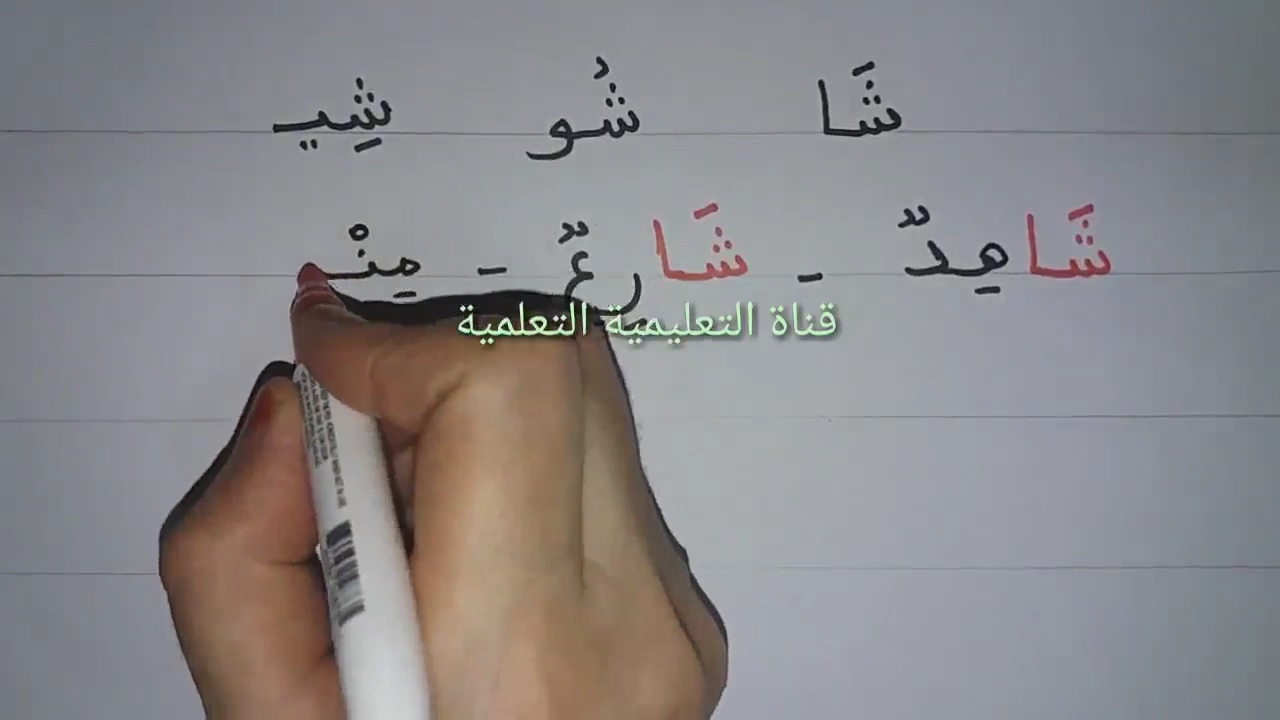 شَا شُو شِي
شَاهِدٌ - شَارِعٌ - مِنْـ
قناة التعليمية التعلمية